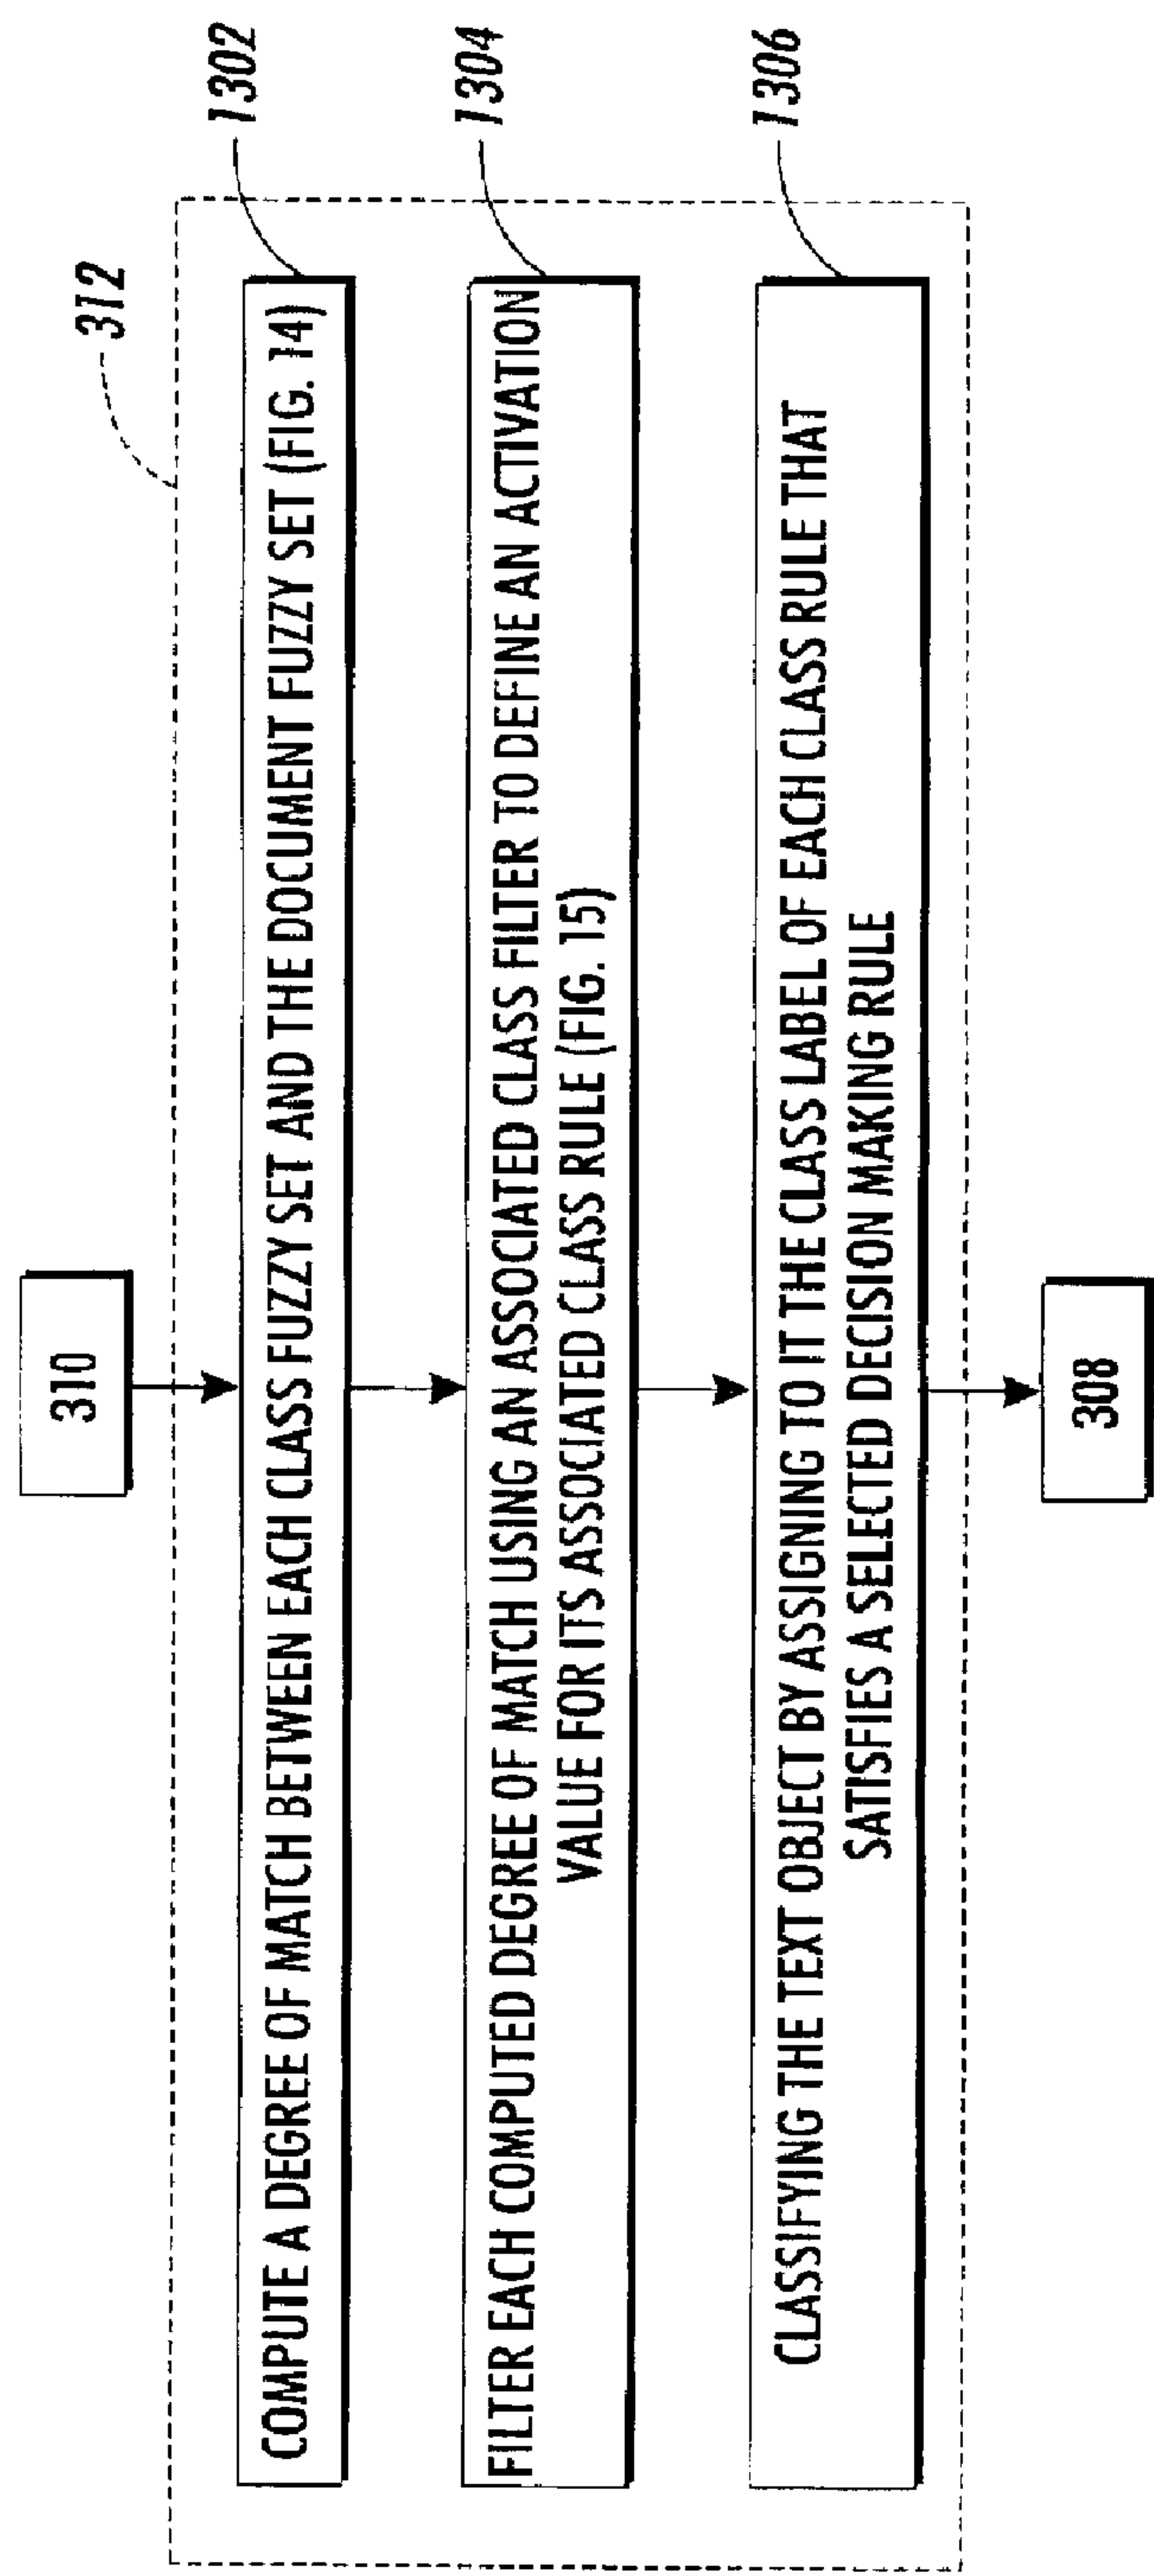 310
312
COMPUTE A DEGREE OF MATCH BETWEEN EACH CLASS FUZZY SET AND THE DOCUMENT FUZZY SET (FIG. 14)
1302
FILTER EACH COMPUTED DEGREE OF MATCH USING AN ASSOCIATED CLASS FILTER TO DEFINE AN ACTIVATION
VALUE FOR ITS ASSOCIATED CLASS RULE (FIG. 15)
1304
CLASSIFYING THE TEXT OBJECT BY ASSIGNING TO IT THE CLASS LABEL OF EACH CLASS RULE THAT
SATISFIES A SELECTED DECISION MAKING RULE
1306
308